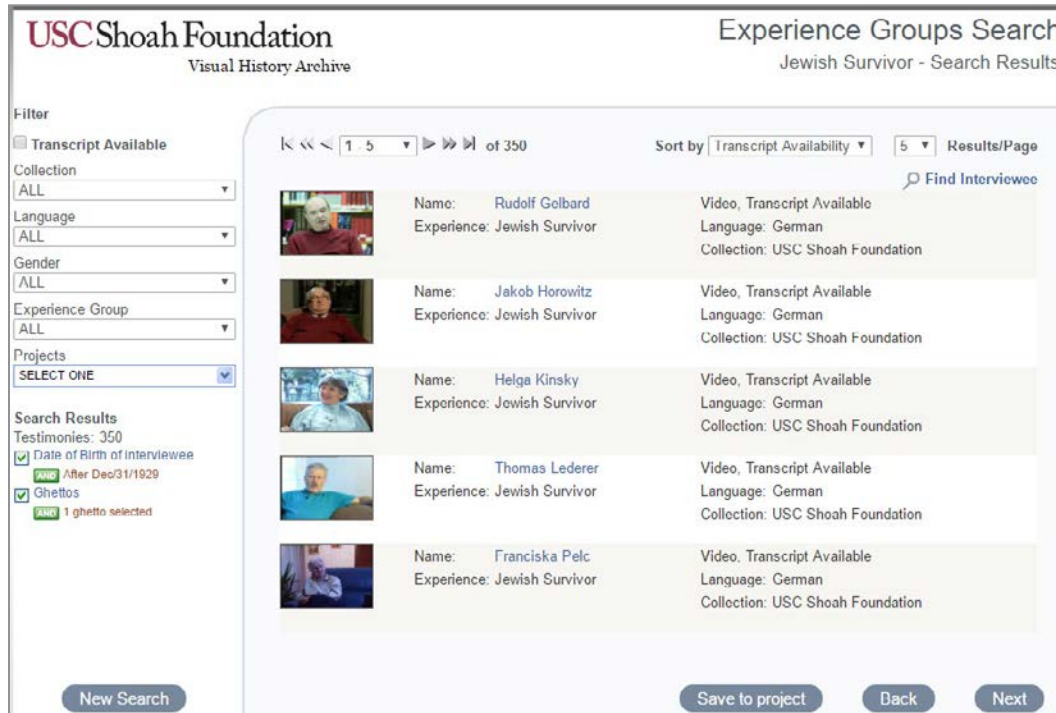 USC Shoah Foundation
Visual History Archive
Experience Groups Search
Jewish Survivor - Search Results
Filter
Transcript Available
Collection
ALL
Language
ALL
Gender
ALL
Experience Group
ALL
Projects
SELECT ONE
Search Results
Testimonies: 350
Date of Birth of Interviewee
AND After Dec/31/1929
Ghettos
AND 1 ghetto selected
New Search
1 - 5 of 350
Sort by Transcript Availability 5 Results/Page
Find Interviewee
Name: Rudolf Gelbard Video, Transcript Available
Experience: Jewish Survivor Language: German
Collection: USC Shoah Foundation
Name: Jakob Horowitz Video, Transcript Available
Experience: Jewish Survivor Language: German
Collection: USC Shoah Foundation
Name: Helga Kinsky Video, Transcript Available
Experience: Jewish Survivor Language: German
Collection: USC Shoah Foundation
Name: Thomas Lederer Video, Transcript Available
Experience: Jewish Survivor Language: German
Collection: USC Shoah Foundation
Name: Franciska Pelc Video, Transcript Available
Experience: Jewish Survivor Language: German
Collection: USC Shoah Foundation
Save to project Back Next